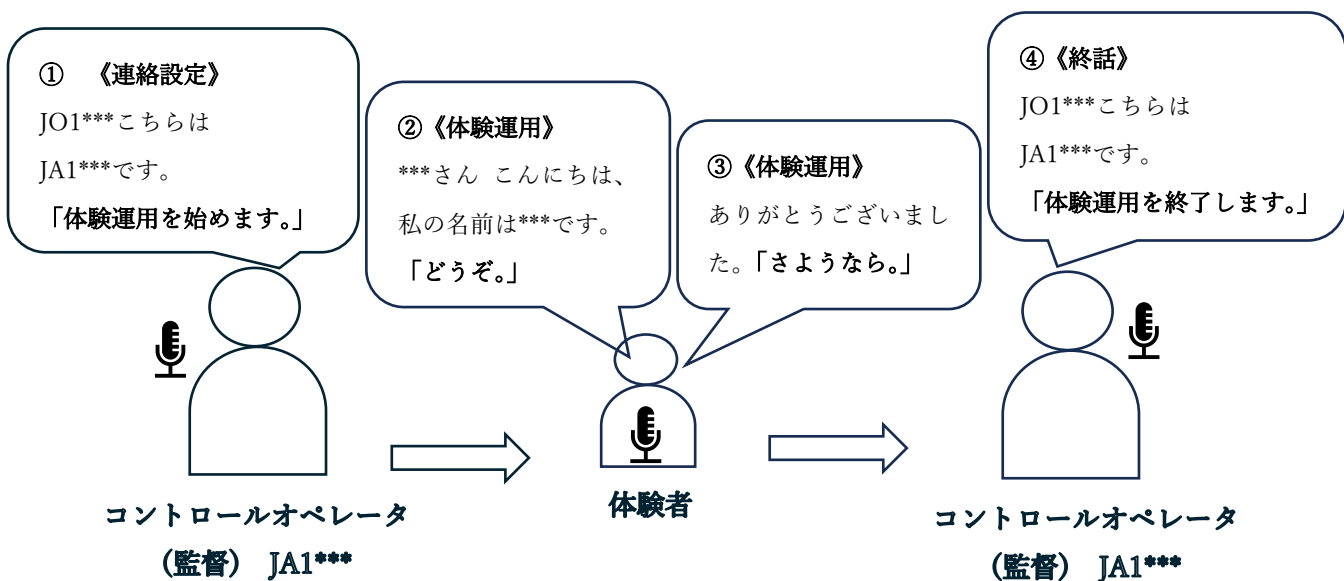 ① 《連絡設定》
JO1***こちらは
JA1***です。
「体験運用を始めます。」
②《体験運用》
***さん こんにちは、
私の名前は***です。
「どうぞ。」
③《体験運用》
ありがとうございまし
た。「さようなら。」
④《終話》
JO1***こちらは
JA1***です。
「体験運用を終了します。」
コントロールオペレータ
（監督） JA1***
体験者
コントロールオペレータ
（監督） JA1***